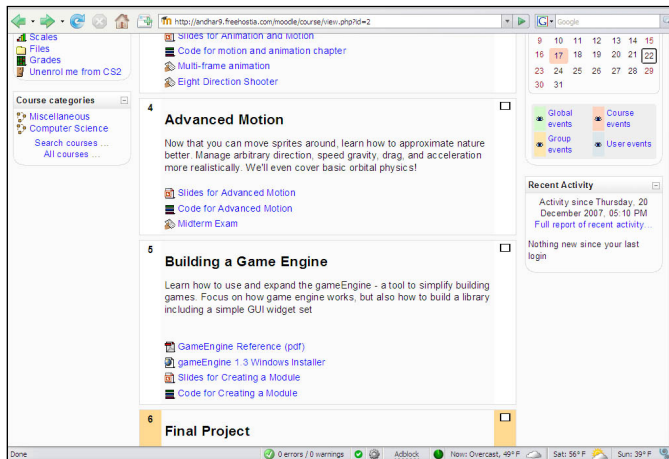 http://andhar9.freehostia.com/moodle/course/view.php?id=2
Google
Scales
Files
Grades
Unenrol me from CS2
Course categories
Miscellaneous
Computer Science
Search courses ...
All courses ...
Slides for Animation and Motion
Code for motion and animation chapter
Multi-frame animation
Eight Direction Shooter
4
Advanced Motion
Now that you can move sprites around, learn how to approximate nature
better. Manage arbitrary direction, speed gravity, drag, and acceleration
more realistically. We'll even cover basic orbital physics!
Slides for Advanced Motion
Code for Advanced Motion
Midterm Exam
5
Building a Game Engine
Learn how to use and expand the gameEngine - a tool to simplify building
games. Focus on how game engine works, but also how to build a library
including a simple GUI widget set
GameEngine Reference (pdf)
gameEngine 1.3 Windows Installer
Slides for Creating a Module
Code for Creating a Module
6
Final Project
9 10 11 12 13 14 15
16 17 18 19 20 21 22
23 24 25 26 27 28 29
30 31
Global events
Course events
Group events
User events
Recent Activity
Activity since Thursday, 20
December 2007, 05:10 PM
Full report of recent activity...
Nothing new since your last
login
Done
0 errors / 0 warnings
Adblock
Now: Overcast, 49° F
Sat: 56° F
Sun: 39° F